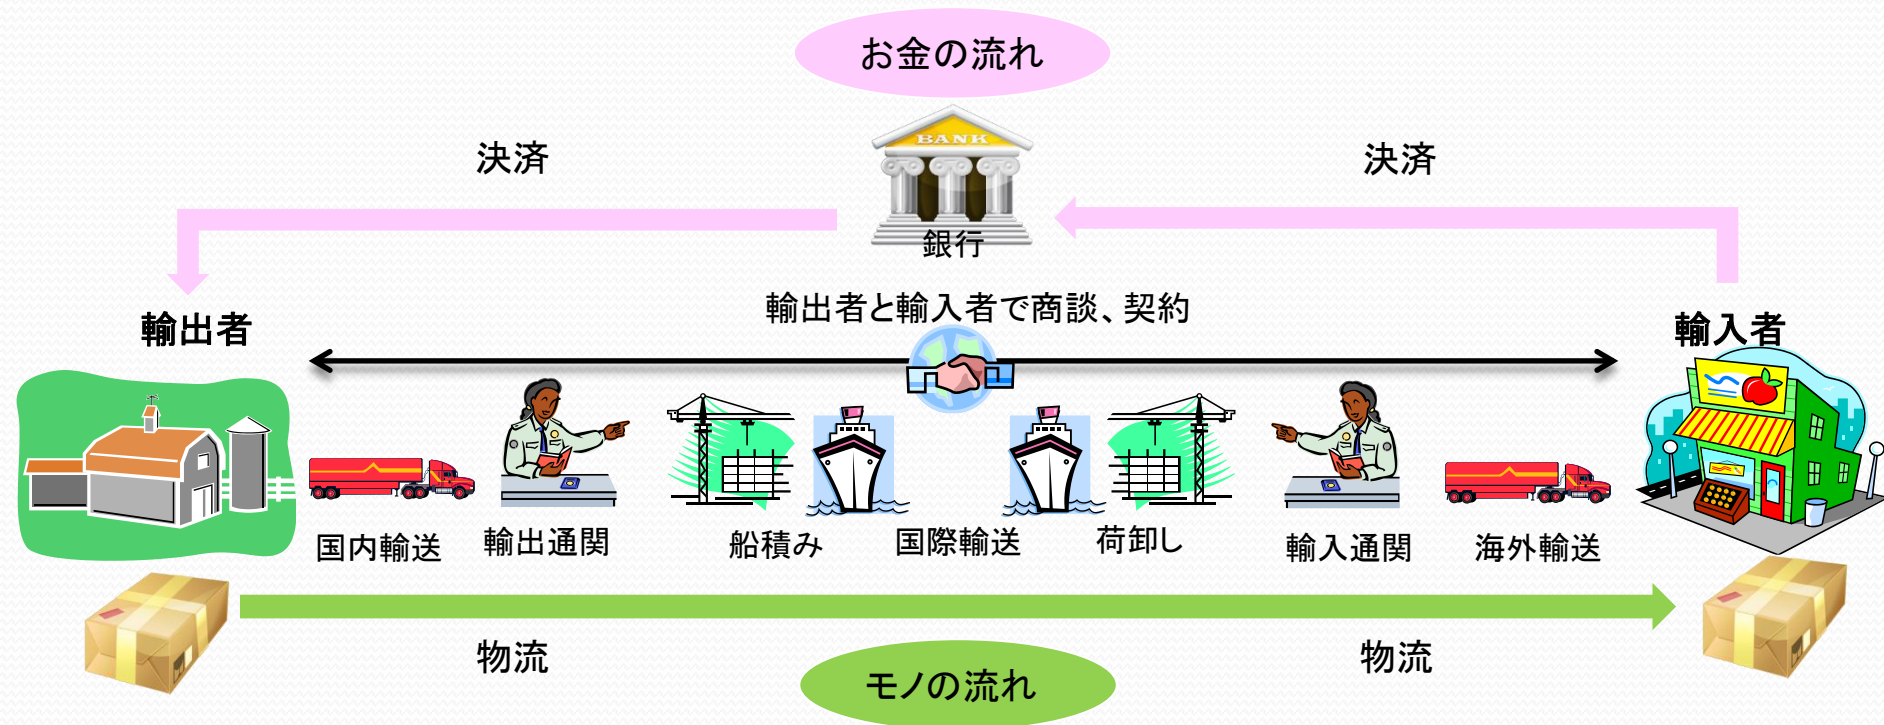 お金の流れ
BANK
決済
決済
銀行
輸出者と輸入者で商談、契約
輸出者
輸入者
国内輸送
輸出通関
船積み
国際輸送
荷卸し
輸入通関
海外輸送
物流
物流
モノの流れ